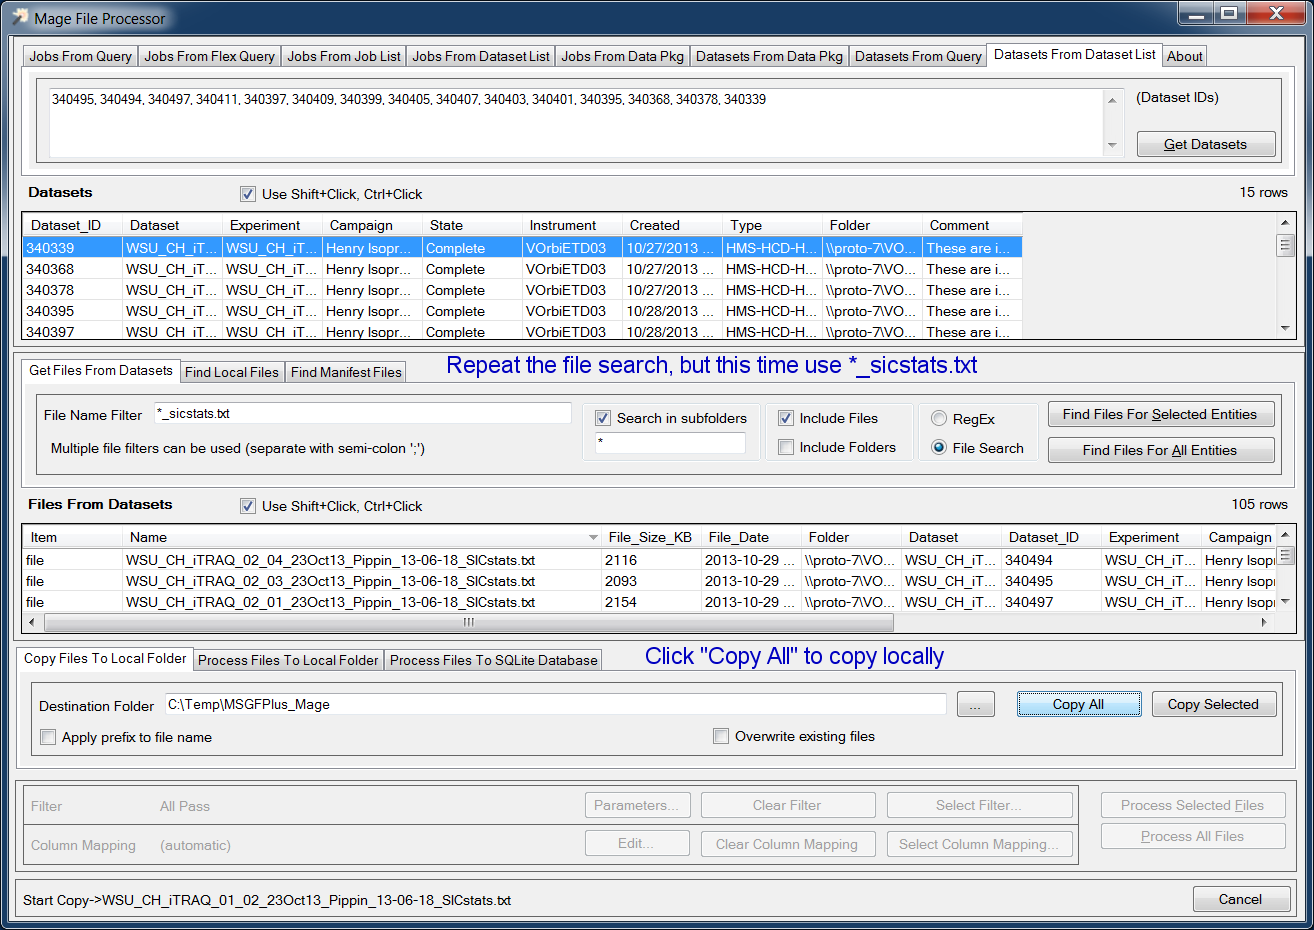 Mage File Processor
Jobs From Query Jobs From Flex Query Jobs From Job List Jobs From Dataset List Jobs From Data Pkg Datasets From Data Pkg Datasets From Query Datasets From Dataset List About
340495, 340494, 340497, 340411, 340397, 340409, 340399, 340405, 340407, 340403, 340401, 340395, 340368, 340378, 340339
(Dataset IDs)
Get Datasets
Datasets Use Shift+Click, Ctrl+Click 15 rows
Dataset_ID Dataset Experiment Campaign State Instrument Created Type Folder Comment
340339 WSU_CH_iT... WSU_CH_iT... Henry Isopr... Complete VOrbiETD03 10/27/2013 ... HMS-HCD-H... \\proto-7\VO... These are i...
340368 WSU_CH_iT... WSU_CH_iT... Henry Isopr... Complete VOrbiETD03 10/27/2013 ... HMS-HCD-H... \\proto-7\VO... These are i...
340378 WSU_CH_iT... WSU_CH_iT... Henry Isopr... Complete VOrbiETD03 10/27/2013 ... HMS-HCD-H... \\proto-7\VO... These are i...
340395 WSU_CH_iT... WSU_CH_iT... Henry Isopr... Complete VOrbiETD03 10/28/2013 ... HMS-HCD-H... \\proto-7\VO... These are i...
340397 WSU_CH_iT... WSU_CH_iT... Henry Isopr... Complete VOrbiETD03 10/28/2013 ... HMS-HCD-H... \\proto-7\VO... These are i...
Get Files From Datasets Find Local Files Find Manifest Files Repeat the file search, but this time use *_sicstats.txt
File Name Filter *_sicstats.txt Search in subfolders Include Files RegEx Find Files For Selected Entities
Multiple file filters can be used (separate with semi-colon ';') * Include Folders File Search Find Files For All Entities
Files From Datasets Use Shift+Click, Ctrl+Click 105 rows
Item Name File_Size_KB File_Date Folder Dataset Dataset_ID Experiment Campaign
file WSU_CH_iTRAQ_02_04_23Oct13_Pippin_13-06-18_SICstats.txt 2116 2013-10-29 ... \\proto-7\VO... WSU_CH_iT... 340494 WSU_CH_iT... Henry Isopr
file WSU_CH_iTRAQ_02_03_23Oct13_Pippin_13-06-18_SICstats.txt 2093 2013-10-29 ... \\proto-7\VO... WSU_CH_iT... 340495 WSU_CH_iT... Henry Isopr
file WSU_CH_iTRAQ_02_01_23Oct13_Pippin_13-06-18_SICstats.txt 2154 2013-10-29 ... \\proto-7\VO... WSU_CH_iT... 340497 WSU_CH_iT... Henry Isopr
Copy Files To Local Folder Process Files To Local Folder Process Files To SQLite Database Click "Copy All" to copy locally
Destination Folder C:\Temp\MSGFPlus_Mage ... Copy All Copy Selected
Apply prefix to file name Overwrite existing files
Filter All Pass Parameters... Clear Filter Select Filter... Process Selected Files
Column Mapping (automatic) Edit... Clear Column Mapping Select Column Mapping... Process All Files
Start Copy->WSU_CH_iTRAQ_01_02_23Oct13_Pippin_13-06-18_SICstats.txt Cancel